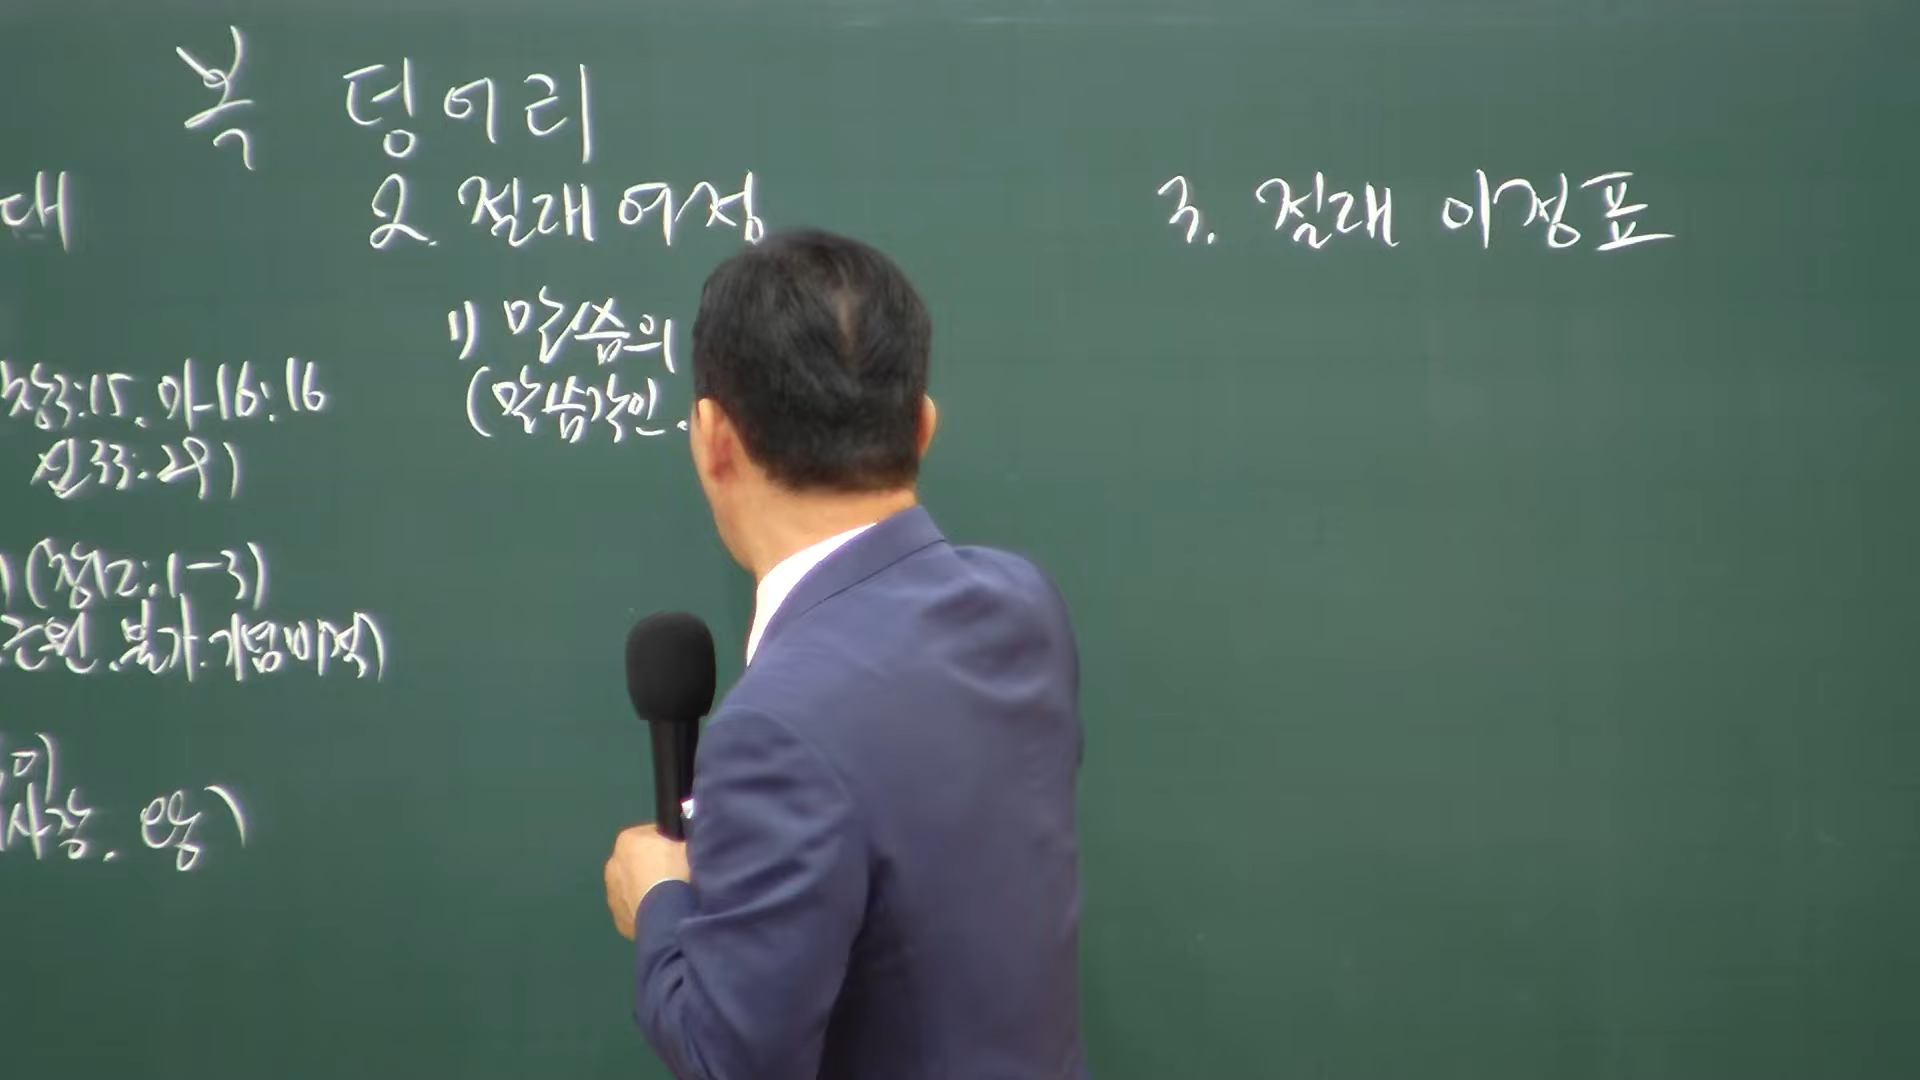 복 덩어리
대
창3:15. 마16:16
신33:29)
(창12:1-3)
근원. 불가. 기념비적)
사장. 왕)
2. 절대 여정
1) 말씀의
(말씀각인.
3. 절대 이정표